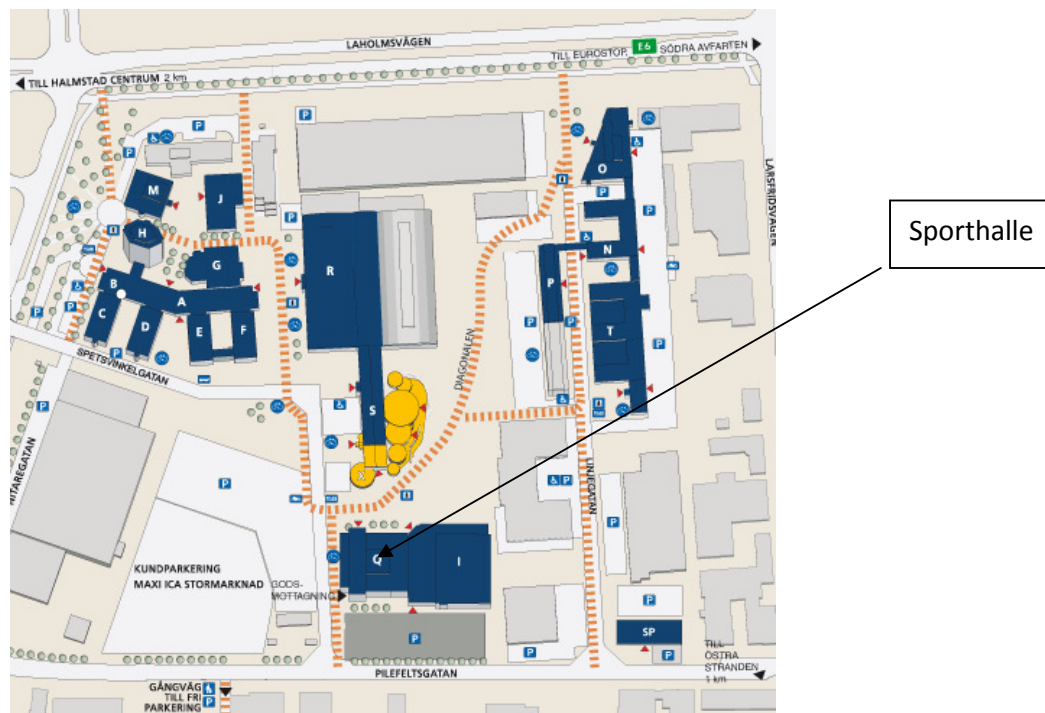 LAHOLMSVÄGEN
TILL EUROSTOP, E6 SÖDRA AVFARTEN
TILL HALMSTAD CENTRUM 2 km
LARSFRIDSVÄGEN
Sporthalle
P
P
P
M
J
O
H
P
P
P
G
R
N
B
A
P
C
D
E
F
P
P
P
T
P
P
SPETSVINKELGATAN
DIAGONALEN
P
S
X
P
P
LINJEGATAN
P
KUNDPARKERING
MAXI ICA STORMARKNAD
GODS-
MOTTAGNING
Q
I
P
P
SP
P
P
TILL
ÖSTRA
STRANDEN
1 km
PILEFELTSGATAN
GÅNGVÄG
TILL FRI
PARKERING
P